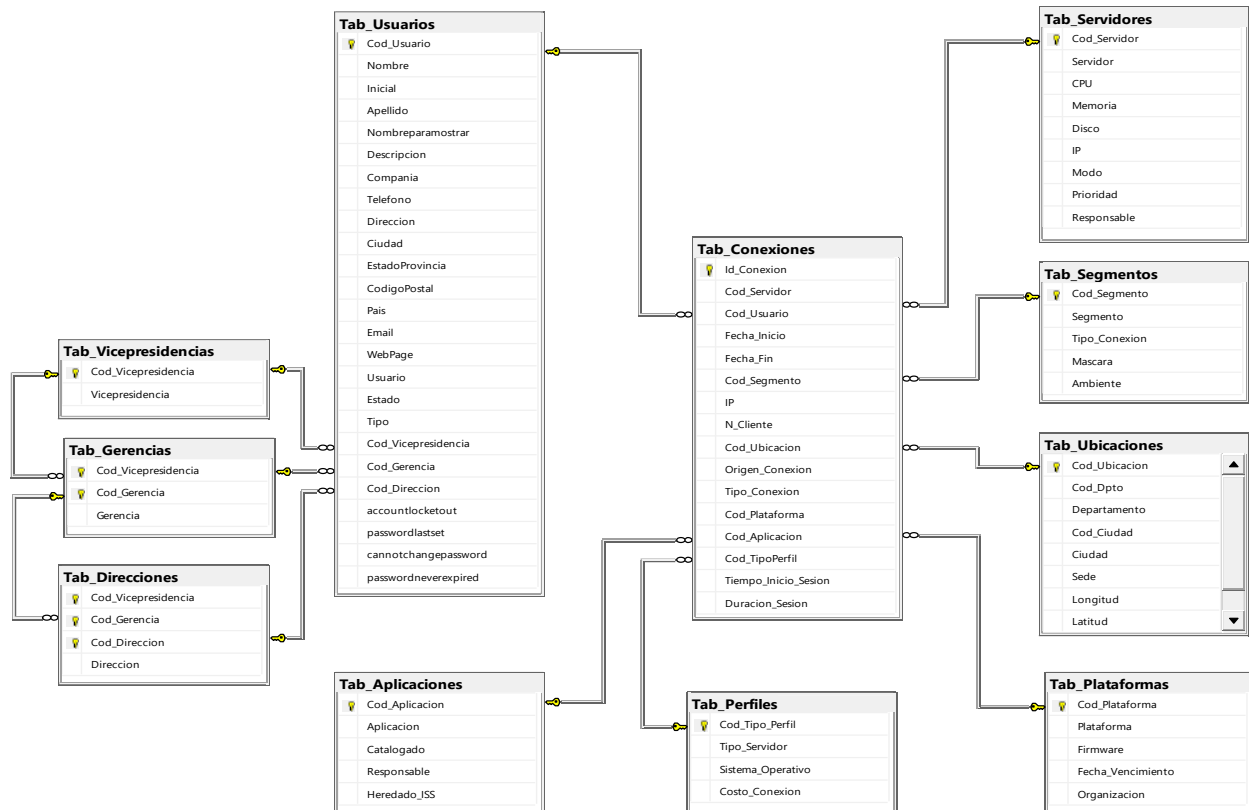 Tab_Usuarios
Cod_Usuario
Nombre
Inicial
Apellido
Nombreparamostrar
Descripcion
Compania
Telefono
Direccion
Ciudad
EstadoProvincia
CodigoPostal
Pais
Email
WebPage
Usuario
Estado
Tipo
Cod_Vicepresidencia
Cod_Gerencia
Cod_Direccion
accountlocketout
passwordlastset
cannotchangepassword
passwordneverexpired
Tab_Servidores
Cod_Servidor
Servidor
CPU
Memoria
Disco
IP
Modo
Prioridad
Responsable
Tab_Conexiones
Id_Conexion
Cod_Servidor
Cod_Usuario
Fecha_Inicio
Fecha_Fin
Cod_Segmento
IP
N_Cliente
Cod_Ubicacion
Origen_Conexion
Tipo_Conexion
Cod_Plataforma
Cod_Aplicacion
Cod_TipoPerfil
Tiempo_Inicio_Sesion
Duracion_Sesion
Tab_Segmentos
Cod_Segmento
Segmento
Tipo_Conexion
Mascara
Ambiente
Tab_Vicepresidencias
Cod_Vicepresidencia
Vicepresidencia
Tab_Gerencias
Cod_Vicepresidencia
Cod_Gerencia
Gerencia
Tab_Direcciones
Cod_Vicepresidencia
Cod_Gerencia
Cod_Direccion
Direccion
Tab_Ubicaciones
Cod_Ubicacion
Cod_Dpto
Departamento
Cod_Ciudad
Ciudad
Sede
Longitud
Latitud
Tab_Aplicaciones
Cod_Aplicacion
Aplicacion
Catalogado
Responsable
Heredado_ISS
Tab_Perfiles
Cod_Tipo_Perfil
Tipo_Servidor
Sistema_Operativo
Costo_Conexion
Tab_Plataformas
Cod_Plataforma
Plataforma
Firmware
Fecha_Vencimiento
Organizacion